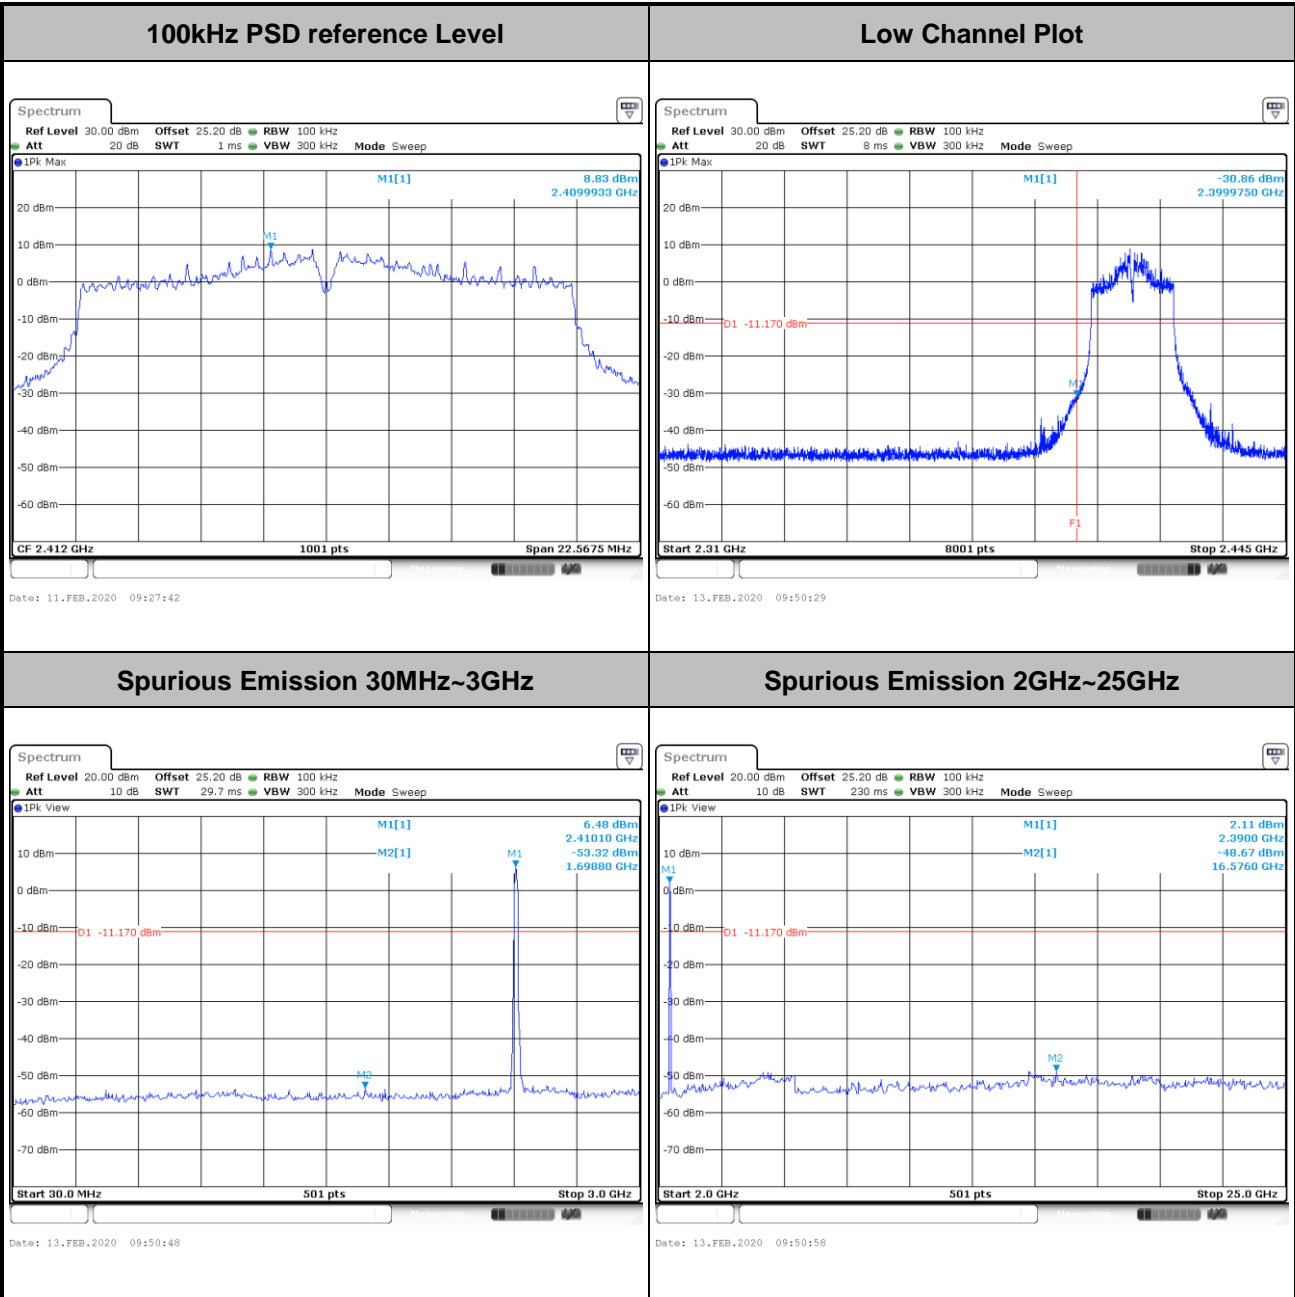 100kHz PSD reference Level
Low Channel Plot
Spectrum
Ref Level 30.00 dBm Offset 25.20 dB RBW 100 kHz
Att 20 dB SWT 1 ms VBW 300 kHz Mode Sweep
1Pk Max
M1[1] 8.83 dBm
2.4099933 GHz
M1
20 dBm
10 dBm
0 dBm
-10 dBm
-20 dBm
-30 dBm
-40 dBm
-50 dBm
-60 dBm
CF 2.412 GHz 1001 pts Span 22.5675 MHz
Date: 11.FEB.2020 09:27:42
Spectrum
Ref Level 30.00 dBm Offset 25.20 dB RBW 100 kHz
Att 20 dB SWT 8 ms VBW 300 kHz Mode Sweep
1Pk Max
M1[1] -30.86 dBm
2.3999750 GHz
20 dBm
10 dBm
0 dBm
-10 dBm
D1 -11.170 dBm
-20 dBm
-30 dBm
M1
-40 dBm
-50 dBm
-60 dBm
F1
Start 2.31 GHz 8001 pts Stop 2.445 GHz
Measuring
Date: 13.FEB.2020 09:50:29
Spurious Emission 30MHz~3GHz
Spurious Emission 2GHz~25GHz
Spectrum
Ref Level 20.00 dBm Offset 25.20 dB RBW 100 kHz
Att 10 dB SWT 29.7 ms VBW 300 kHz Mode Sweep
1Pk View
M1[1] 6.48 dBm
2.41010 GHz
M2[1] -53.32 dBm
1.69880 GHz
M1
10 dBm
0 dBm
-10 dBm
D1 -11.170 dBm
-20 dBm
-30 dBm
-40 dBm
-50 dBm
M2
-60 dBm
-70 dBm
Start 30.0 MHz 501 pts Stop 3.0 GHz
Date: 13.FEB.2020 09:50:48
Spectrum
Ref Level 20.00 dBm Offset 25.20 dB RBW 100 kHz
Att 10 dB SWT 230 ms VBW 300 kHz Mode Sweep
1Pk View
M1[1] 2.11 dBm
2.3900 GHz
M2[1] -48.67 dBm
16.5760 GHz
10 dBm
M1
0 dBm
-10 dBm
D1 -11.170 dBm
-20 dBm
-30 dBm
-40 dBm
M2
-50 dBm
-60 dBm
-70 dBm
Start 2.0 GHz 501 pts Stop 25.0 GHz
Date: 13.FEB.2020 09:50:58